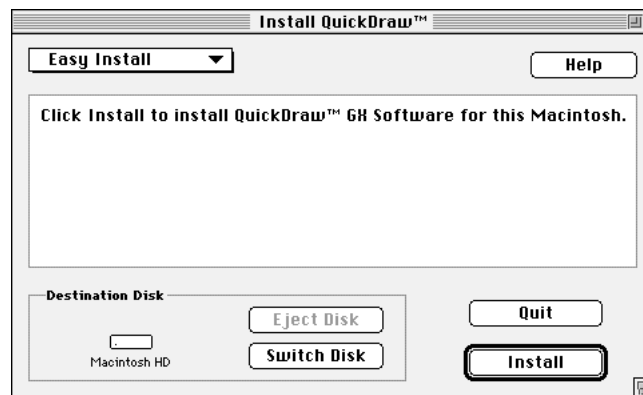 Install QuickDraw™
Easy Install
Help
Click Install to install QuickDraw™ GX Software for this Macintosh.
Destination Disk
Eject Disk
Macintosh HD
Switch Disk
Quit
Install